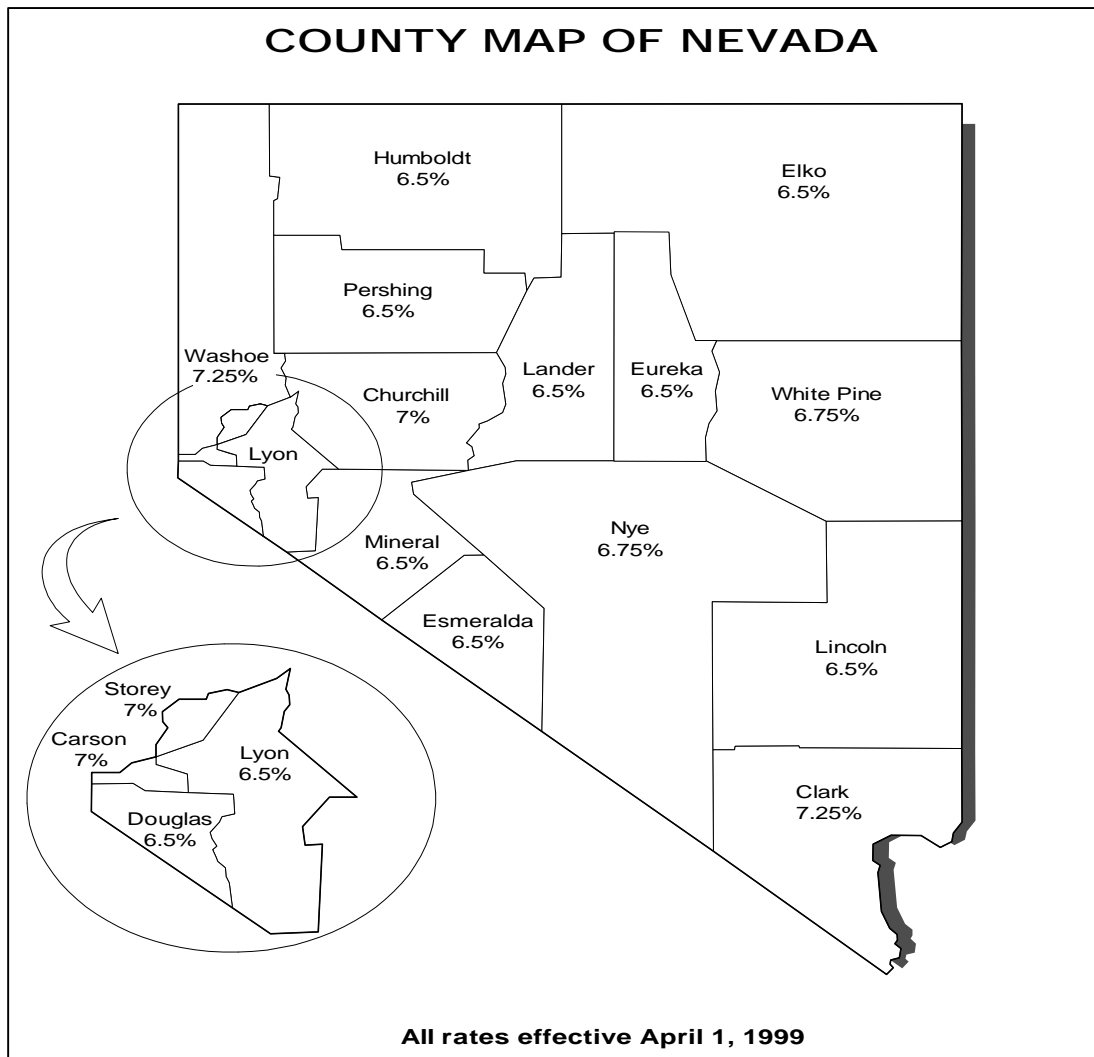 COUNTY MAP OF NEVADA
Humboldt
6.5%
Elko
6.5%
Pershing
6.5%
Washoe
7.25%
Churchill
7%
Lander
6.5%
Eureka
6.5%
White Pine
6.75%
Lyon
Mineral
6.5%
Nye
6.75%
Esmeralda
6.5%
Lincoln
6.5%
Storey
7%
Carson
7%
Lyon
6.5%
Douglas
6.5%
Clark
7.25%
All rates effective April 1, 1999